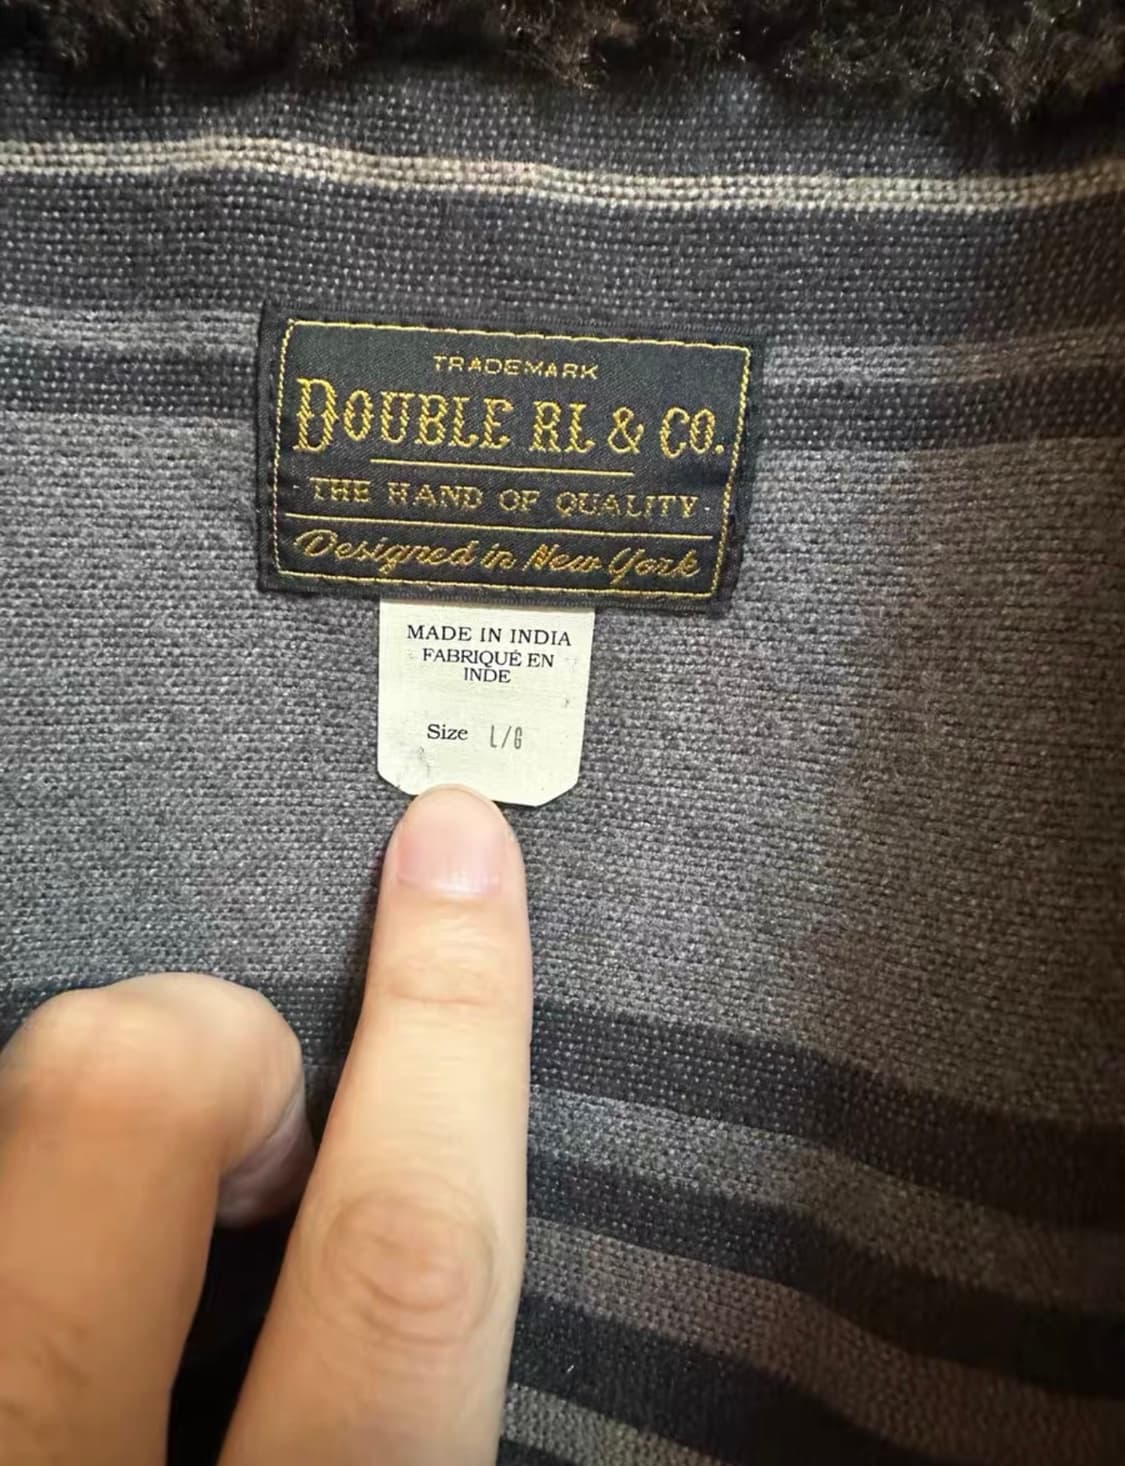 TRADEMARK
DOUBLE RL & CO.
THE HAND OF QUALITY
Designed in New York
MADE IN INDIA
FABRIQUÉ EN
INDE
Size L/G